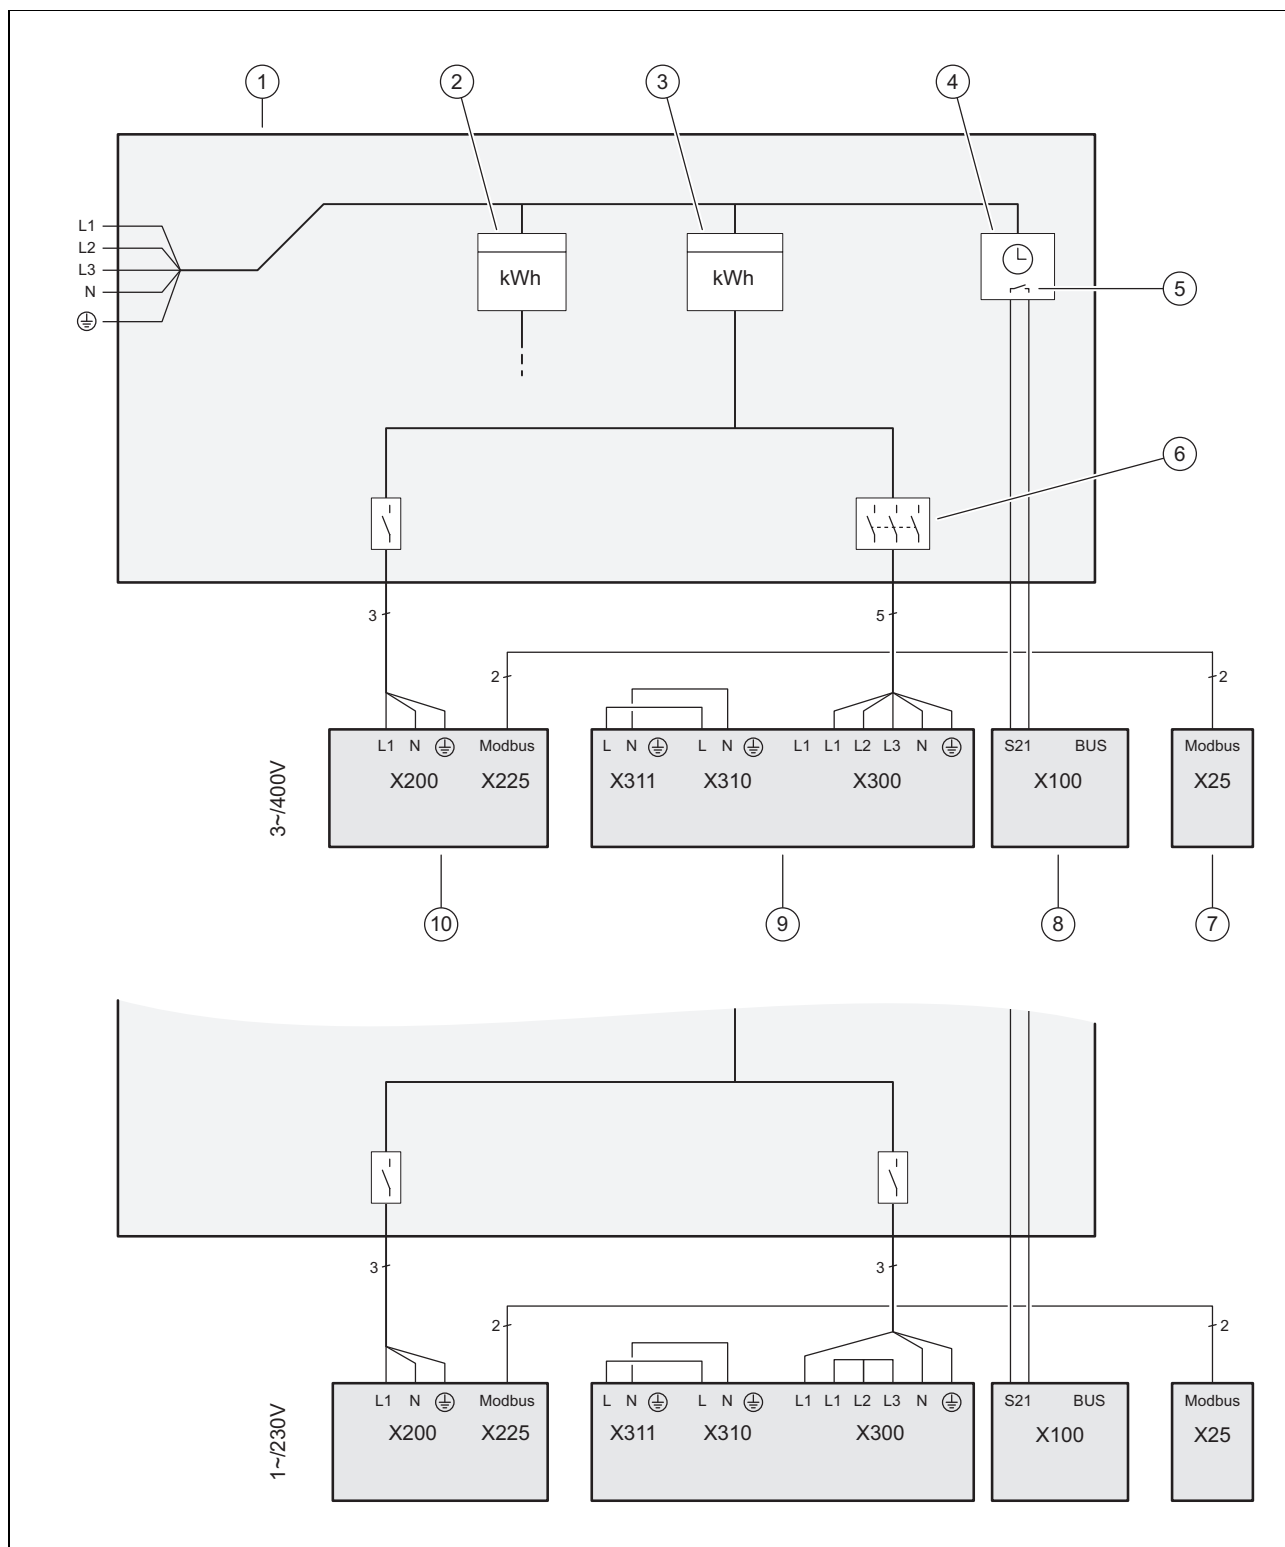 1 2 3 4
L1
L2
L3
N
kWh kWh
5
6
3 5
2 2
L1 N Modbus L N L N L1 L1 L2 L3 N S21 BUS Modbus
X200 X225 X311 X310 X300 X100 X25
3~/400V
10 9 8 7
3 3
2 2
L1 N Modbus L N L N L1 L1 L2 L3 N S21 BUS Modbus
X200 X225 X311 X310 X300 X100 X25
1~/230V